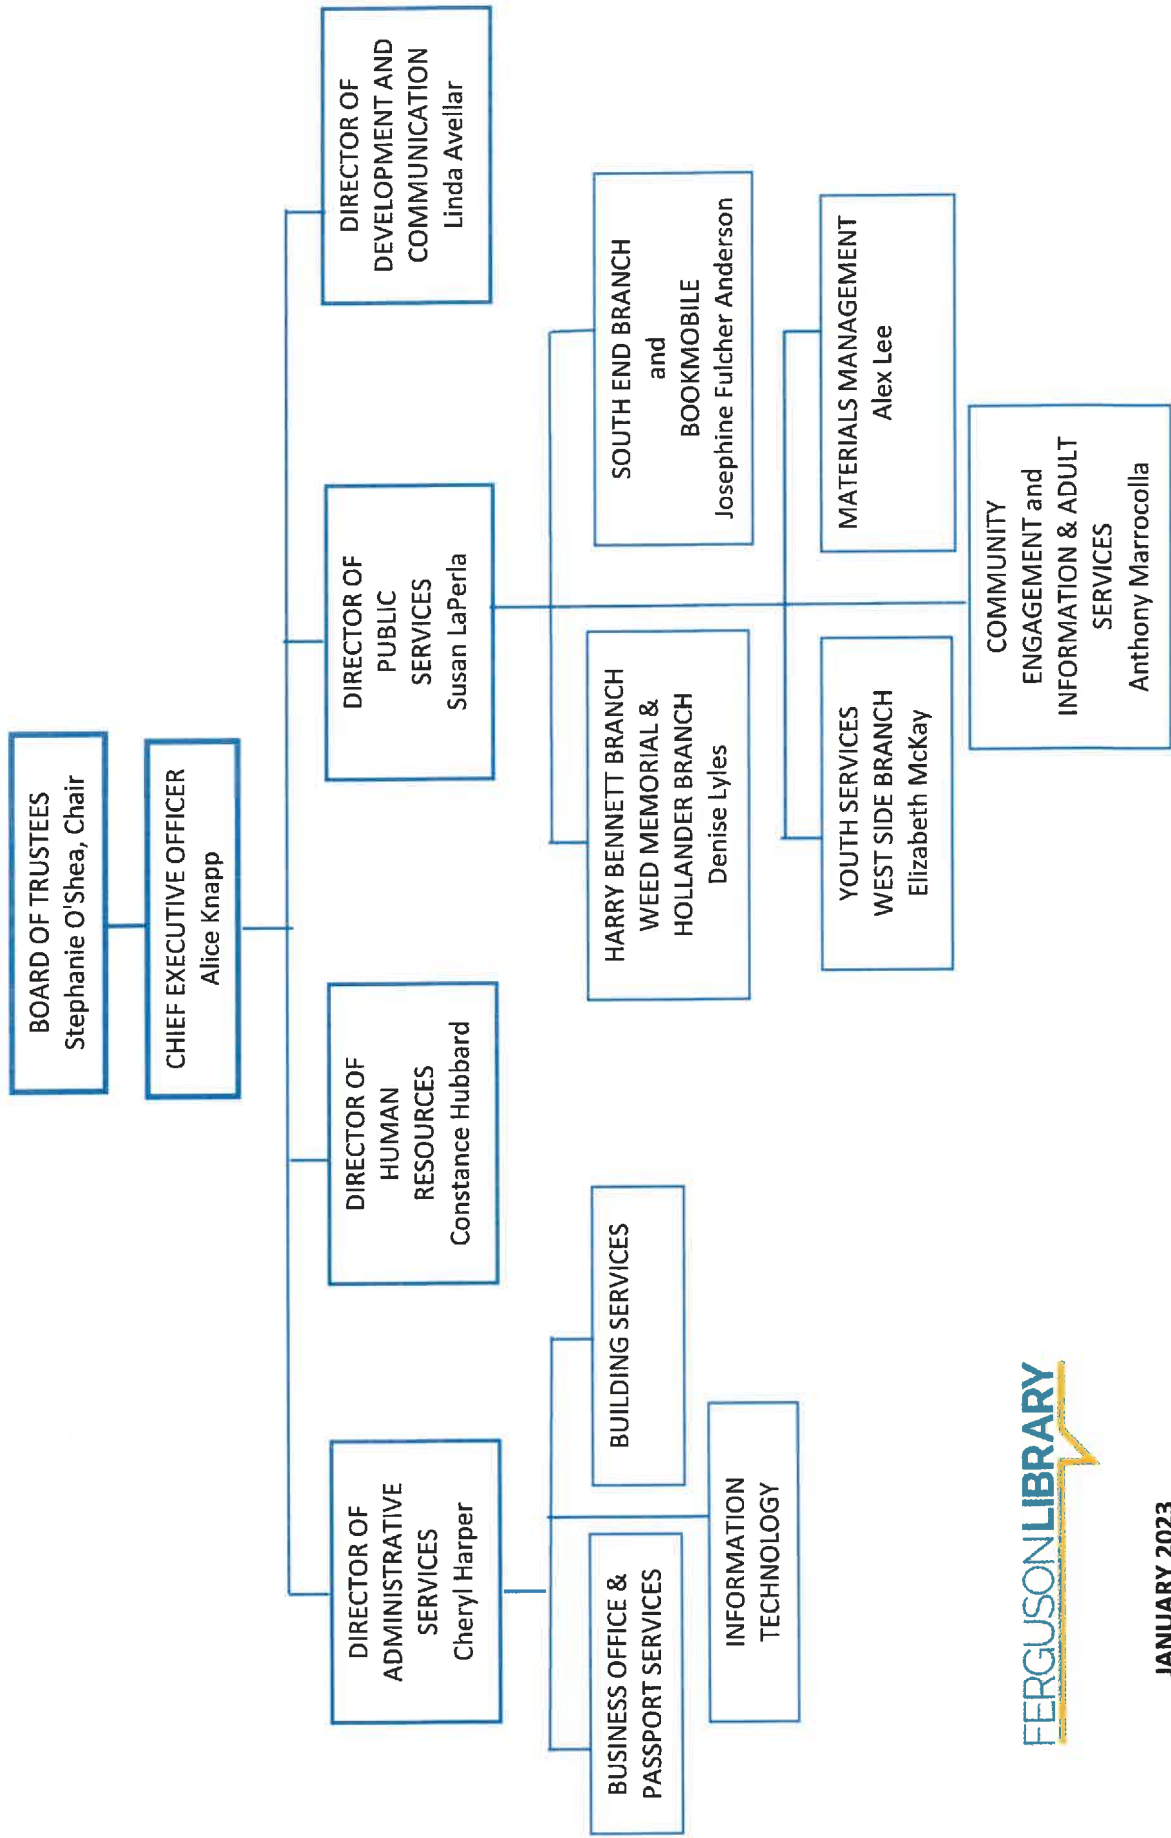 BOARD OF TRUSTEES
Stephanie O'Shea, Chair
CHIEF EXECUTIVE OFFICER
Alice Knapp
DIRECTOR OF
ADMINISTRATIVE
SERVICES
Cheryl Harper
DIRECTOR OF
HUMAN
RESOURCES
Constance Hubbard
DIRECTOR OF
PUBLIC
SERVICES
Susan LaPerla
DIRECTOR OF
DEVELOPMENT AND
COMMUNICATION
Linda Avellar
BUSINESS OFFICE &
PASSPORT SERVICES
BUILDING SERVICES
INFORMATION
TECHNOLOGY
HARRY BENNETT BRANCH
WEED MEMORIAL &
HOLLANDER BRANCH
Denise Lyles
SOUTH END BRANCH
and
BOOKMOBILE
Josephine Fulcher Anderson
YOUTH SERVICES
WEST SIDE BRANCH
Elizabeth McKay
MATERIALS MANAGEMENT
Alex Lee
COMMUNITY
ENGAGEMENT and
INFORMATION & ADULT
SERVICES
Anthony Marrocolla
FERGUSONLIBRARY
JANUARY 2023